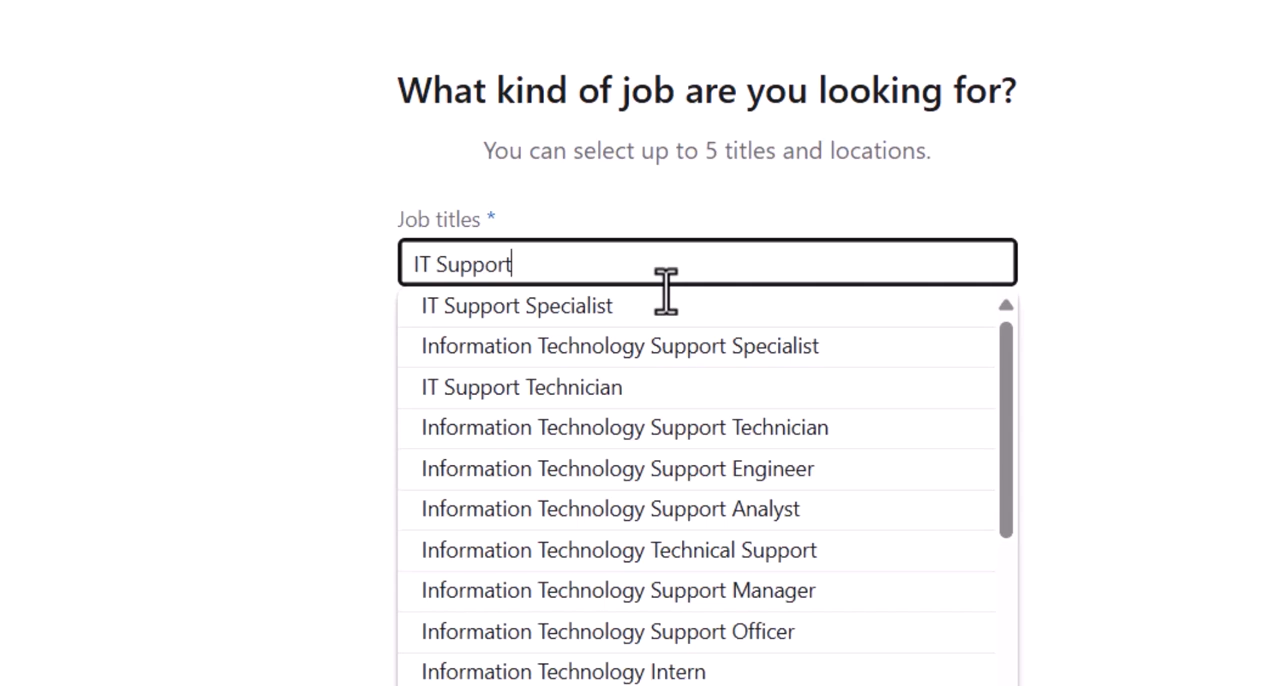 What kind of job are you looking for?
You can select up to 5 titles and locations.
Job titles *
IT Support
IT Support Specialist
Information Technology Support Specialist
IT Support Technician
Information Technology Support Technician
Information Technology Support Engineer
Information Technology Support Analyst
Information Technology Technical Support
Information Technology Support Manager
Information Technology Support Officer
Information Technology Intern